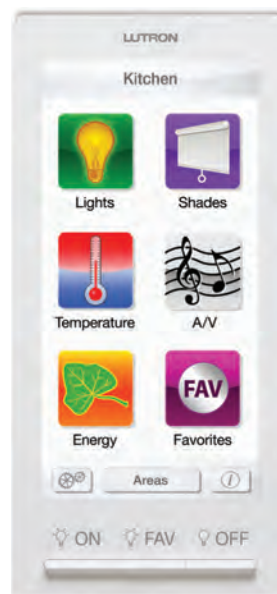 LUTRON
Kitchen
Lights Shades
Temperature A/V
FAV
Energy Favorites
Areas i
ON FAV OFF